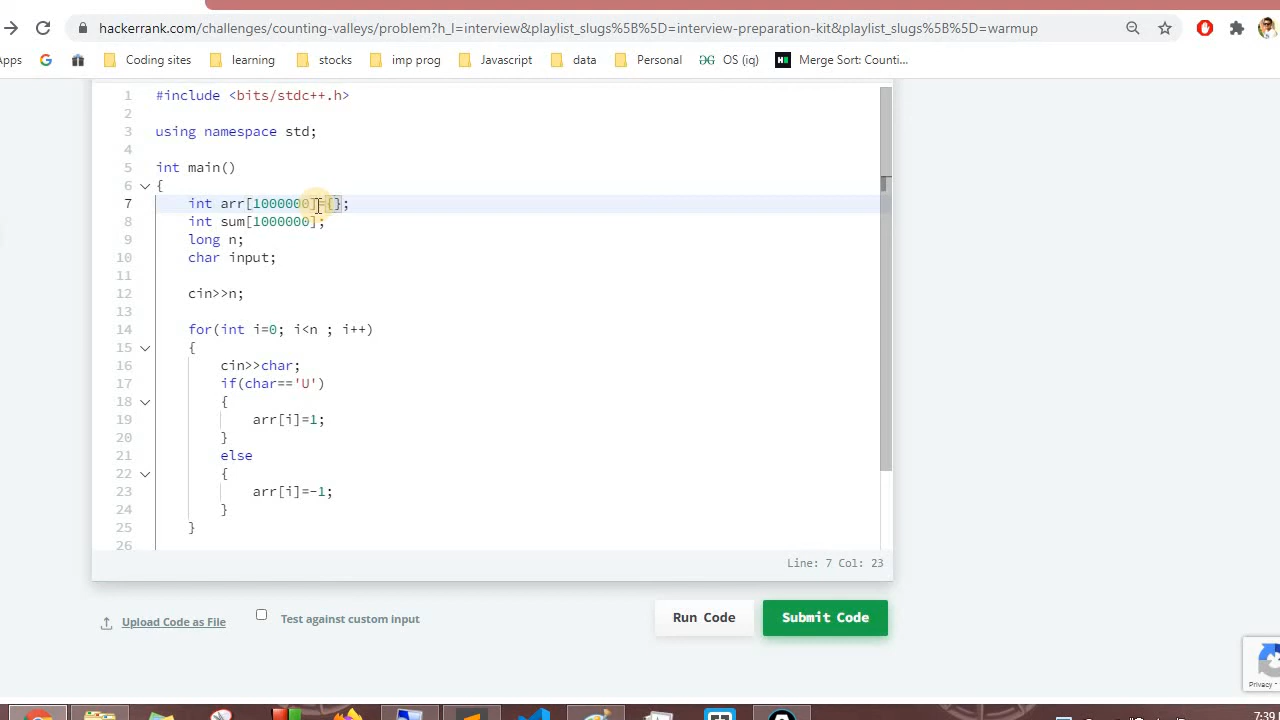 hackerrank.com/challenges/counting-valleys/problem?h_l=interview&playlist_slugs%5B%5D=interview-preparation-kit&playlist_slugs%5B%5D=warmup
Apps Coding sites learning stocks imp prog Javascript data Personal OS (iq) Merge Sort: Counti...
1 #include <bits/stdc++.h>
2
3 using namespace std;
4
5 int main()
6 {
7 int arr[1000000]={};
8 int sum[1000000];
9 long n;
10 char input;
11
12 cin>>n;
13
14 for(int i=0; i<n ; i++)
15 {
16 cin>>char;
17 if(char=='U')
18 {
19 arr[i]=1;
20 }
21 else
22 {
23 arr[i]=-1;
24 }
25 }
26
Line: 7 Col: 23
Upload Code as File Test against custom input Run Code Submit Code
Privacy -